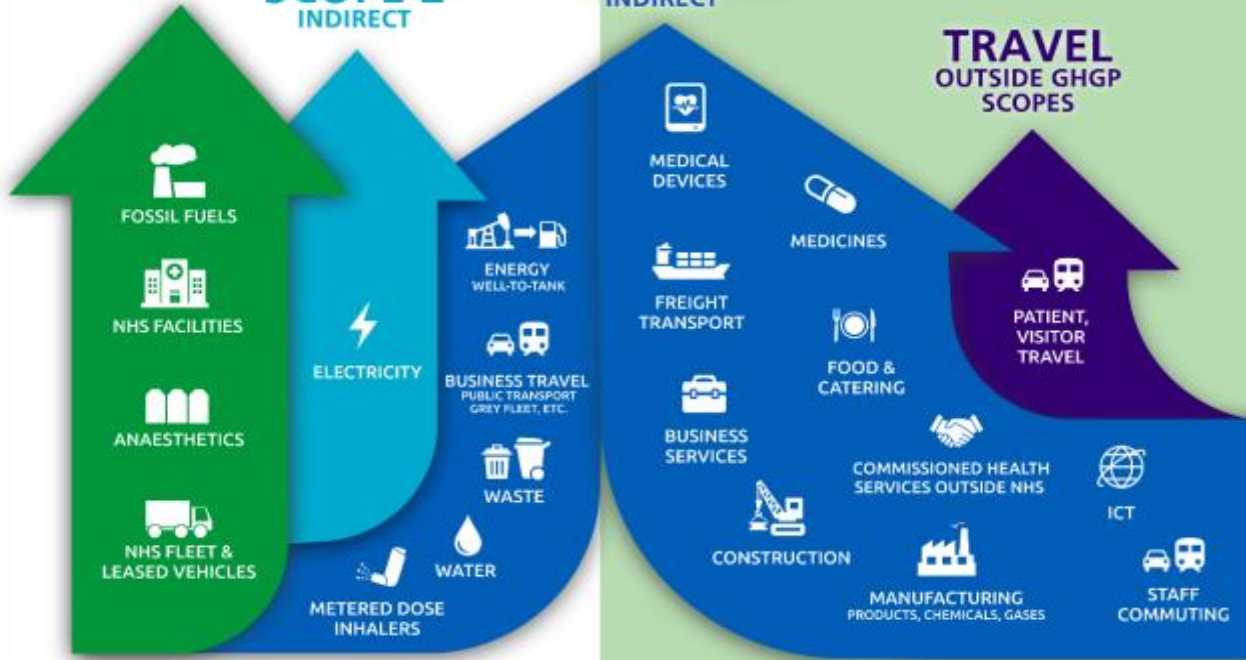 SCOPE 2
INDIRECT
INDIRECT
TRAVEL
OUTSIDE GHGP
SCOPES
FOSSIL FUELS
NHS FACILITIES
ANAESTHETICS
NHS FLEET &
LEASED VEHICLES
ELECTRICITY
ENERGY
WELL-TO-TANK
BUSINESS TRAVEL
PUBLIC TRANSPORT
GREY FLEET, ETC.
WASTE
WATER
METERED DOSE
INHALERS
MEDICAL
DEVICES
MEDICINES
FREIGHT
TRANSPORT
FOOD &
CATERING
BUSINESS
SERVICES
COMMISSIONED HEALTH
SERVICES OUTSIDE NHS
ICT
CONSTRUCTION
MANUFACTURING
PRODUCTS, CHEMICALS, GASES
STAFF
COMMUTING
PATIENT,
VISITOR
TRAVEL